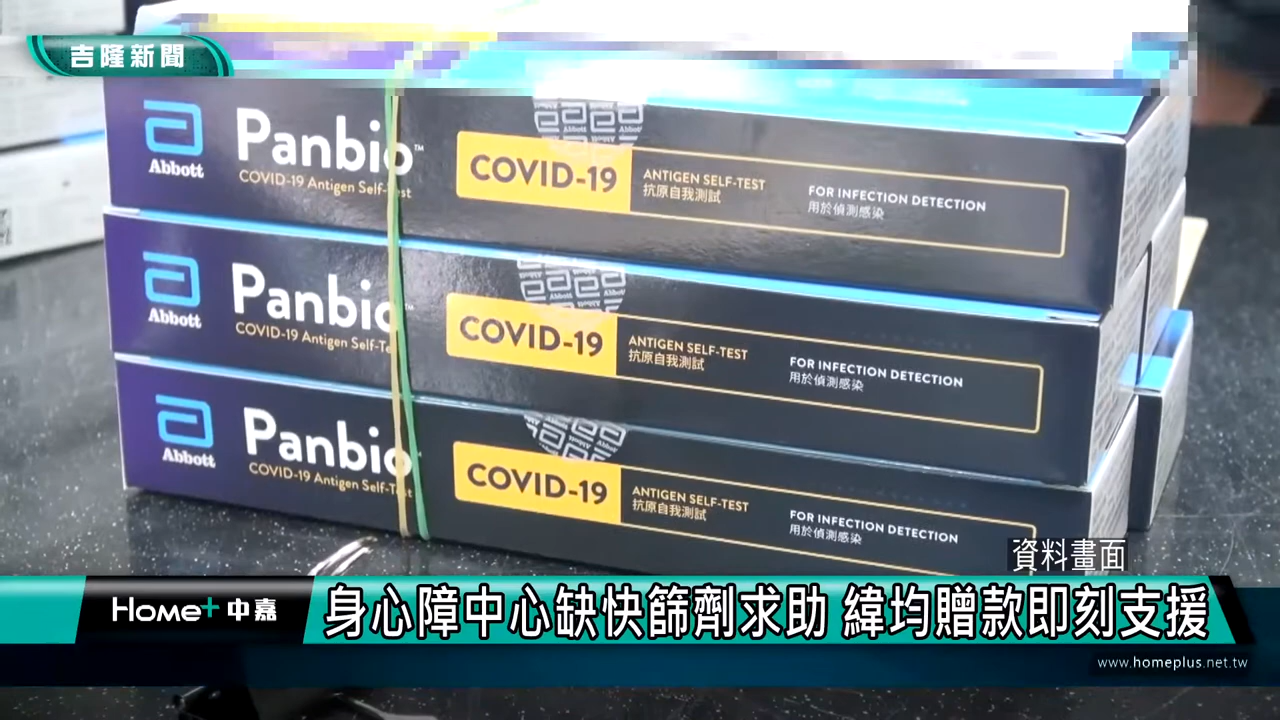 吉隆新聞
Abbott
Panbio™
COVID-19 Antigen Self-Test
COVID-19
ANTIGEN SELF-TEST
抗原自我測試
FOR INFECTION DETECTION
用於偵測感染
Abbott
Panbio™
COVID-19 Antigen Self-Te
COVID-19
ANTIGEN SELF-TEST
抗原自我測試
FOR INFECTION DETECTION
用於偵測感染
Abbott
Panbio
COVID-19 Antigen Self-Test
COVID-19
ANTIGEN SELF-TEST
抗原自我測試
FOR INFECTION DETECTION
用於偵測感染
資料畫面
Home+ 中嘉
身心障中心缺快篩劑求助 緯均贈款即刻支援
www.homeplus.net.tw